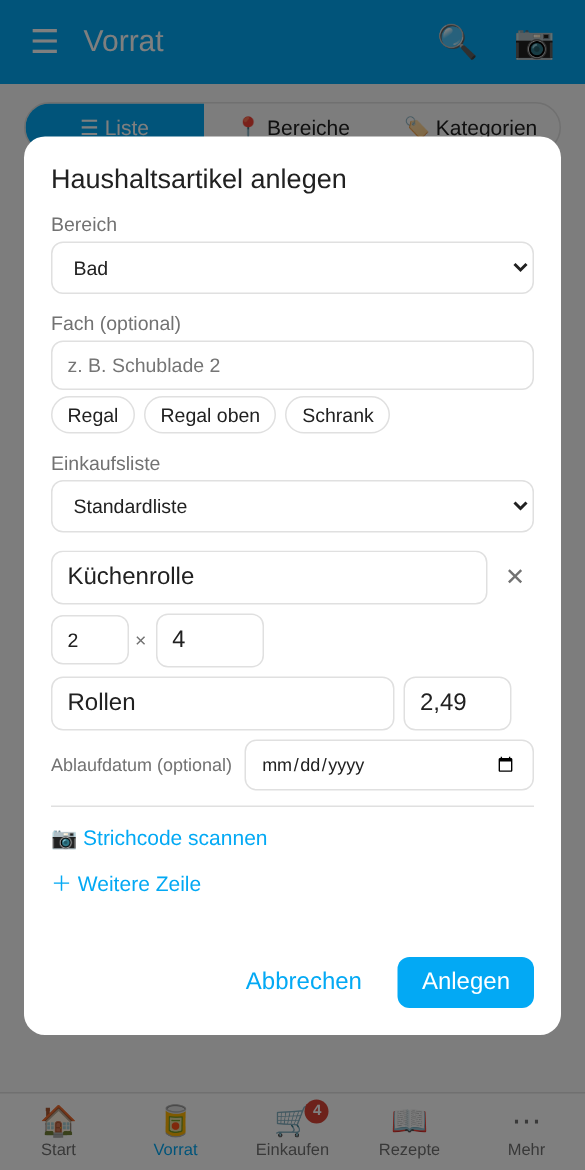 ☰ Vorrat 🔍 📷
☰ Liste 📍 Bereiche 🏷️ Kategorien
Haushaltsartikel anlegen
Bereich
Bad
Fach (optional)
z. B. Schublade 2
Regal Regal oben Schrank
Einkaufsliste
Standardliste
Küchenrolle ✕
2 × 4
Rollen 2,49
Ablaufdatum (optional) mm/dd/yyyy
📷 Strichcode scannen
+ Weitere Zeile
Abbrechen Anlegen
4
Start Vorrat Einkaufen Rezepte Mehr